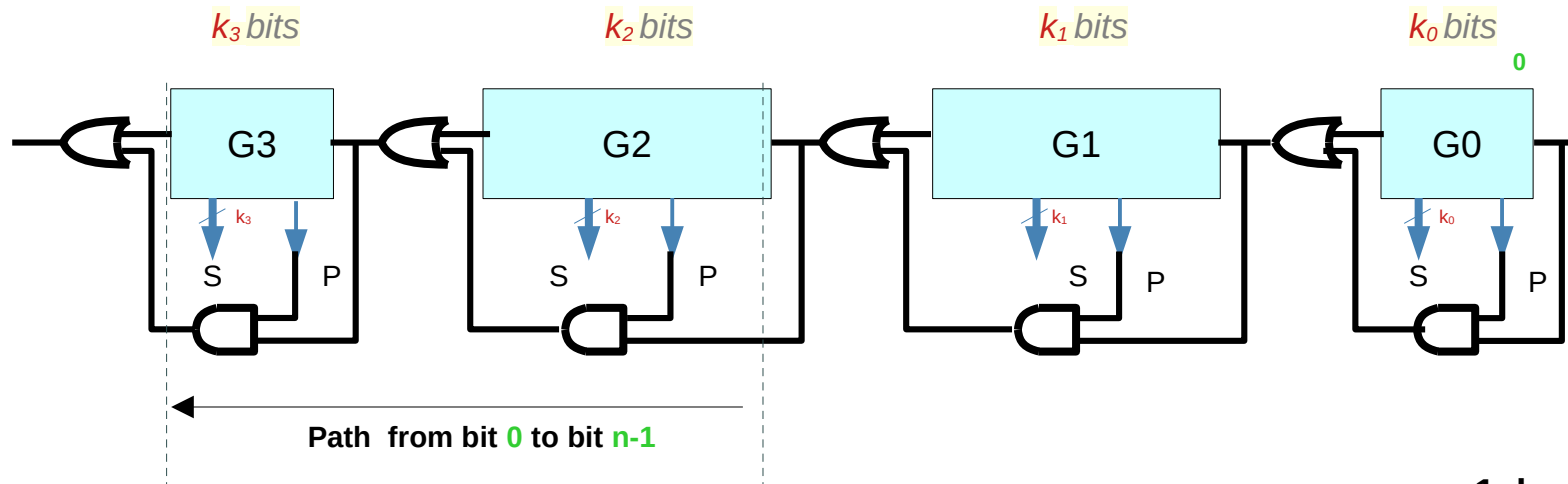 k3 bits k2 bits k1 bits k0 bits
0
G3 G2 G1 G0
k3 k2 k1 k0
S P S P S P S P
Path from bit 0 to bit n-1